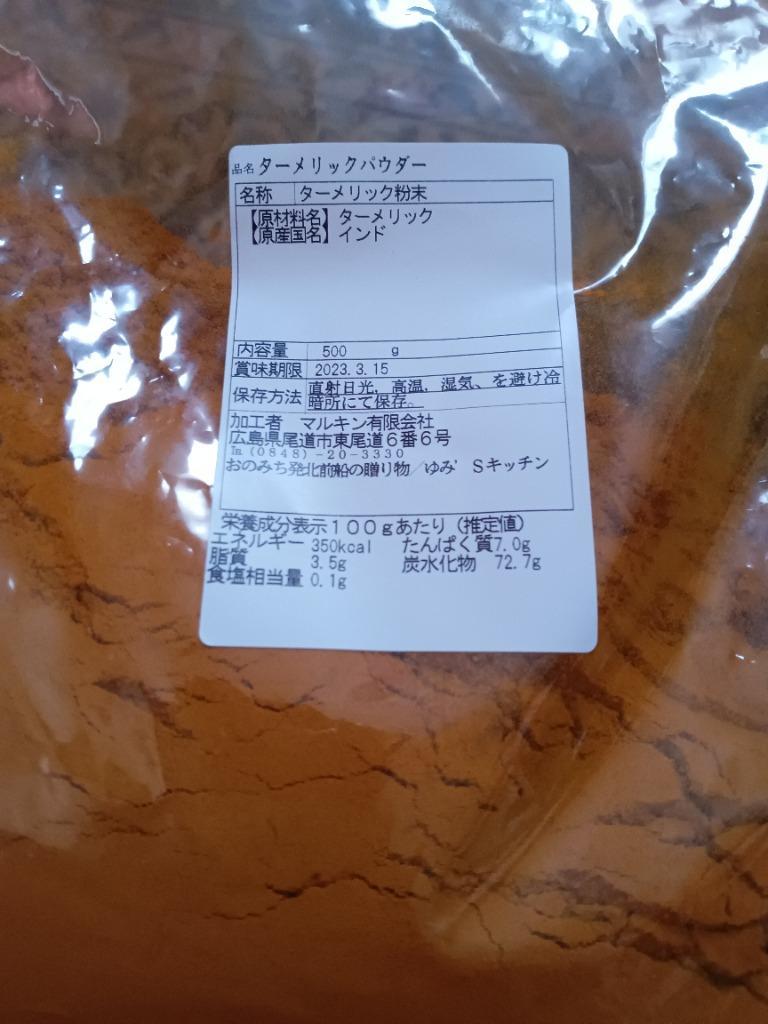 品名 ターメリックパウダー
名称 ターメリック粉末
【原材料名】ターメリック
【原産国名】インド
内容量 500 g
賞味期限 2023.3.15
保存方法 直射日光，高温，湿気、を避け冷
暗所にて保存。
加工者 マルキン有限会社
広島県尾道市東尾道６番６号
℡(0848)-20-3330
おのみち発北前船の贈り物／ゆみ’Ｓキッチン
栄養成分表示１００ｇあたり（推定値）
エネルギー 350kcal たんぱく質7.0g
脂質 3.5g 炭水化物 72.7g
食塩相当量 0.1g